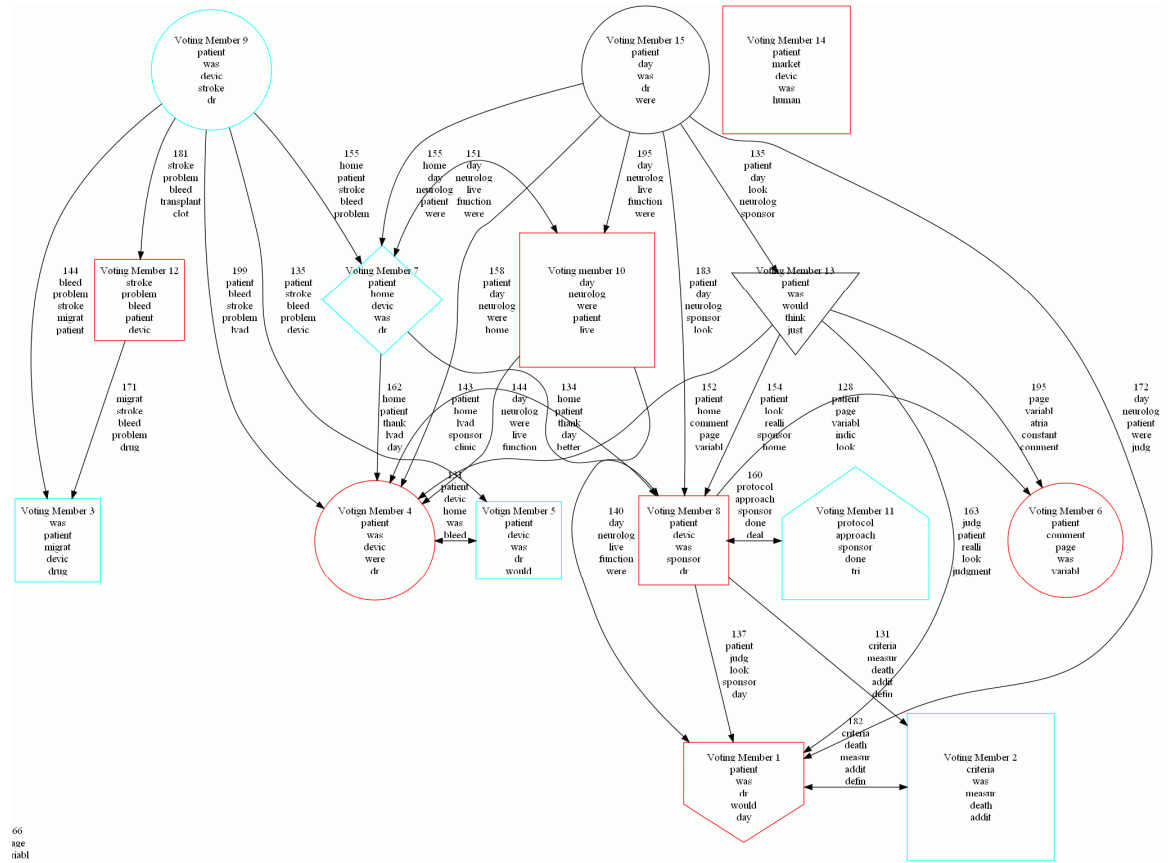 Voting Member 9
patient
was
devic
stroke
dr
Voting Member 15
patient
day
was
dr
were
Voting Member 14
patient
market
devic
was
human
181
stroke
problem
bleed
transplant
clot
155
home
patient
stroke
bleed
problem
155
home
day
neurolog
patient
were
151
day
neurolog
live
function
were
195
day
neurolog
live
function
were
135
patient
day
look
neurolog
sponsor
144
bleed
problem
stroke
migrat
patient
Voting Member 12
stroke
problem
bleed
patient
devic
199
patient
bleed
stroke
problem
lvad
135
patient
stroke
bleed
problem
devic
Voting Member 7
patient
home
devic
was
dr
158
patient
day
neurolog
were
home
Voting member 10
day
neurolog
were
patient
live
183
patient
day
neurolog
sponsor
look
Voting Member 13
patient
was
would
think
just
171
migrat
stroke
bleed
problem
drug
162
home
patient
thank
lvad
day
143
patient
home
lvad
sponsor
clinic
144
day
neurolog
were
live
function
134
home
patient
thank
day
better
152
patient
home
comment
page
variabl
154
patient
look
realli
sponsor
home
128
patient
page
variabl
indic
look
195
page
variabl
atria
constant
comment
172
day
neurolog
patient
were
judg
Voting Member 3
was
patient
migrat
devic
drug
Votign Member 4
patient
was
devic
were
dr
patient
devic
home
was
bleed
Votign Member 5
patient
devic
was
dr
would
140
day
neurolog
live
function
were
Voting Member 8
patient
devic
was
sponsor
dr
160
protocol
approach
sponsor
done
deal
Voting Member 11
protocol
approach
sponsor
done
tri
163
judg
patient
realli
look
judgment
Voting Member 6
patient
comment
page
was
variabl
137
patient
judg
look
sponsor
day
131
criteria
measur
death
addit
defin
Voting Member 1
patient
was
dr
would
day
182
criteria
death
measur
addit
defin
Voting Member 2
criteria
was
measur
death
addit
66
age
riabl